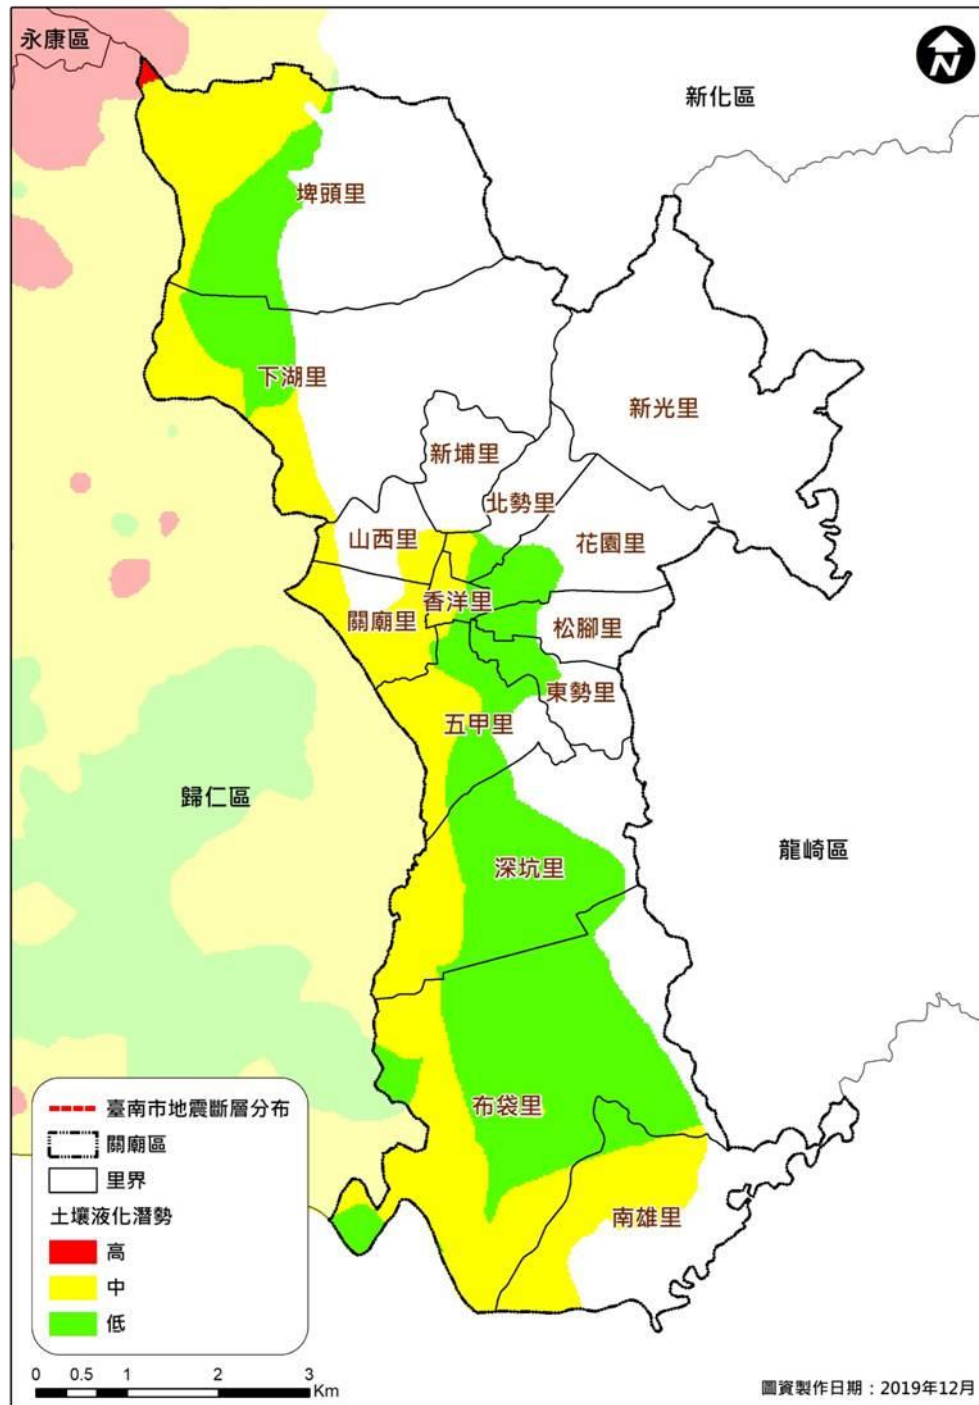 永康區
N
新化區
埤頭里
下湖里
新光里
新埔里
北勢里
山西里
花園里
香洋里
關廟里
松腳里
東勢里
五甲里
歸仁區
龍崎區
深坑里
布袋里
南雄里
臺南市地震斷層分布
關廟區
里界
土壤液化潛勢
高
中
低
0 0.5 1 2 3
Km
圖資製作日期：2019年12月